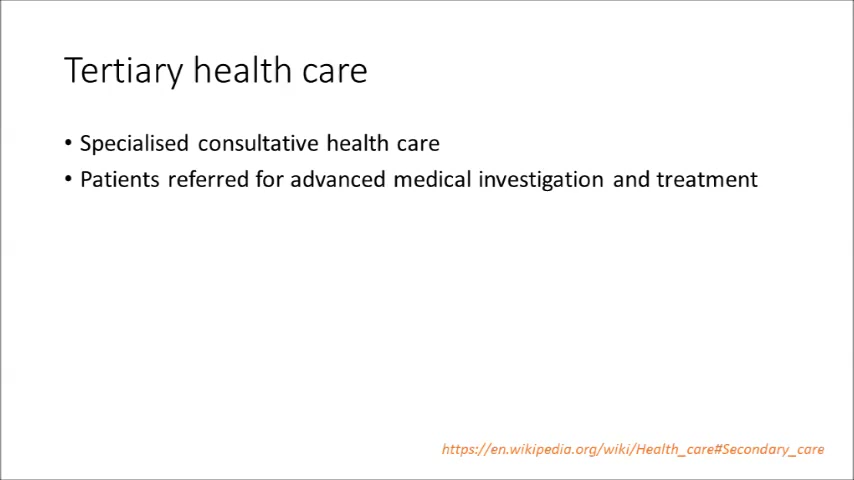 Tertiary health care
• Specialised consultative health care
• Patients referred for advanced medical investigation and treatment
https://en.wikipedia.org/wiki/Health_care#Secondary_care